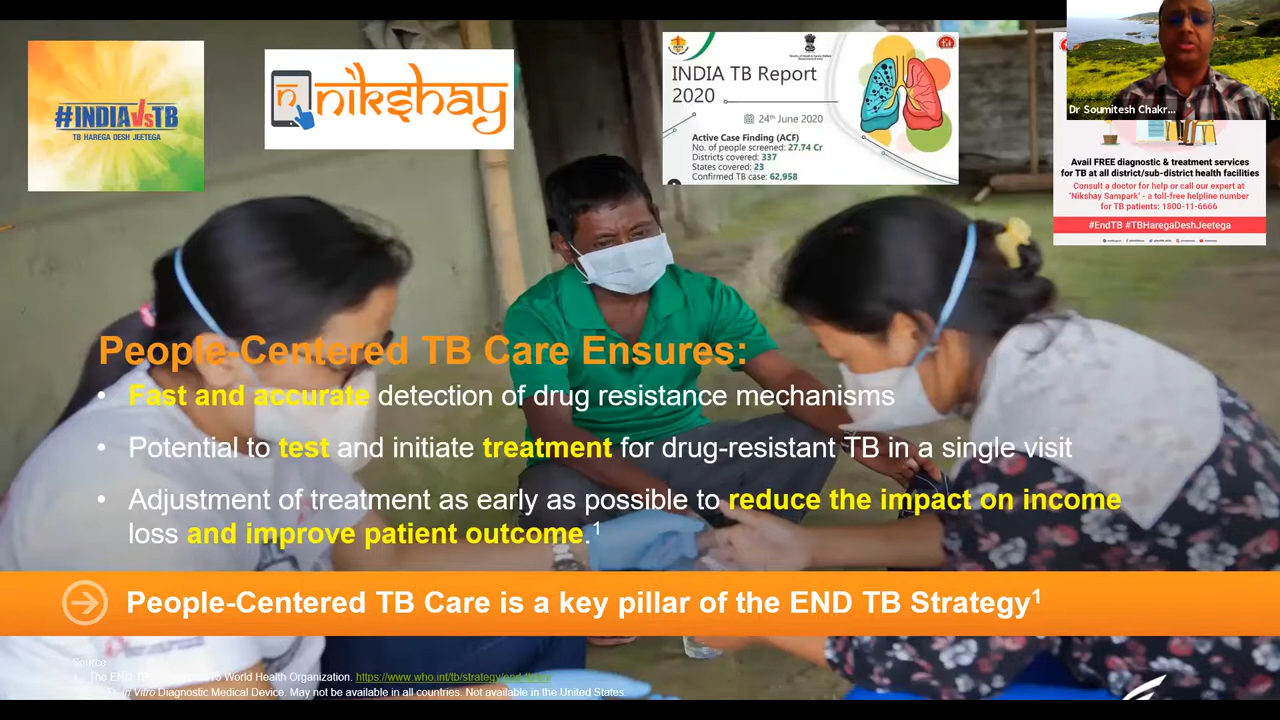 #INDIAVsTB
TB HAREGA DESH JEETEGA
n nikshay
INDIA TB Report
2020
24th June 2020
Active Case Finding (ACF)
No. of people screened: 27.74 Cr
Districts covered: 337
States covered: 23
Confirmed TB case: 62,958
Dr Soumitesh Chakr...
Avail FREE diagnostic & treatment services
for TB at all district/sub-district health facilities
Consult a doctor for help or call our expert at
'Nikshay Sampark' - a toll-free helpline number
for TB patients: 1800-11-6666
#EndTB #TBHaregaDeshJeetega
People-Centered TB Care Ensures:
• Fast and accurate detection of drug resistance mechanisms
• Potential to test and initiate treatment for drug-resistant TB in a single visit
• Adjustment of treatment as early as possible to reduce the impact on income
loss and improve patient outcome.1
People-Centered TB Care is a key pillar of the END TB Strategy1
Source
The END World Health Organization. https://www.who.int/tb/strategy/
In Vitro Diagnostic Medical Device. May not be available in all countries. Not available in the United States